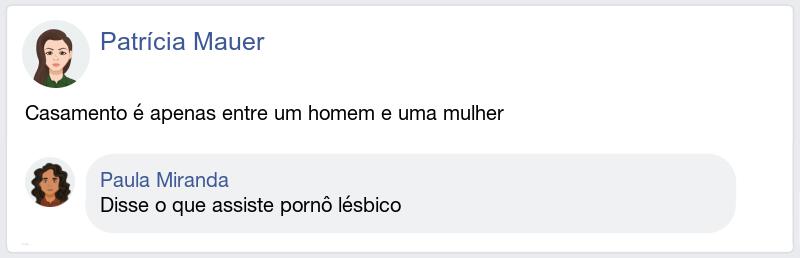 Patrícia Mauer
Casamento é apenas entre um homem e uma mulher
Paula Miranda
Disse o que assiste pornô lésbico